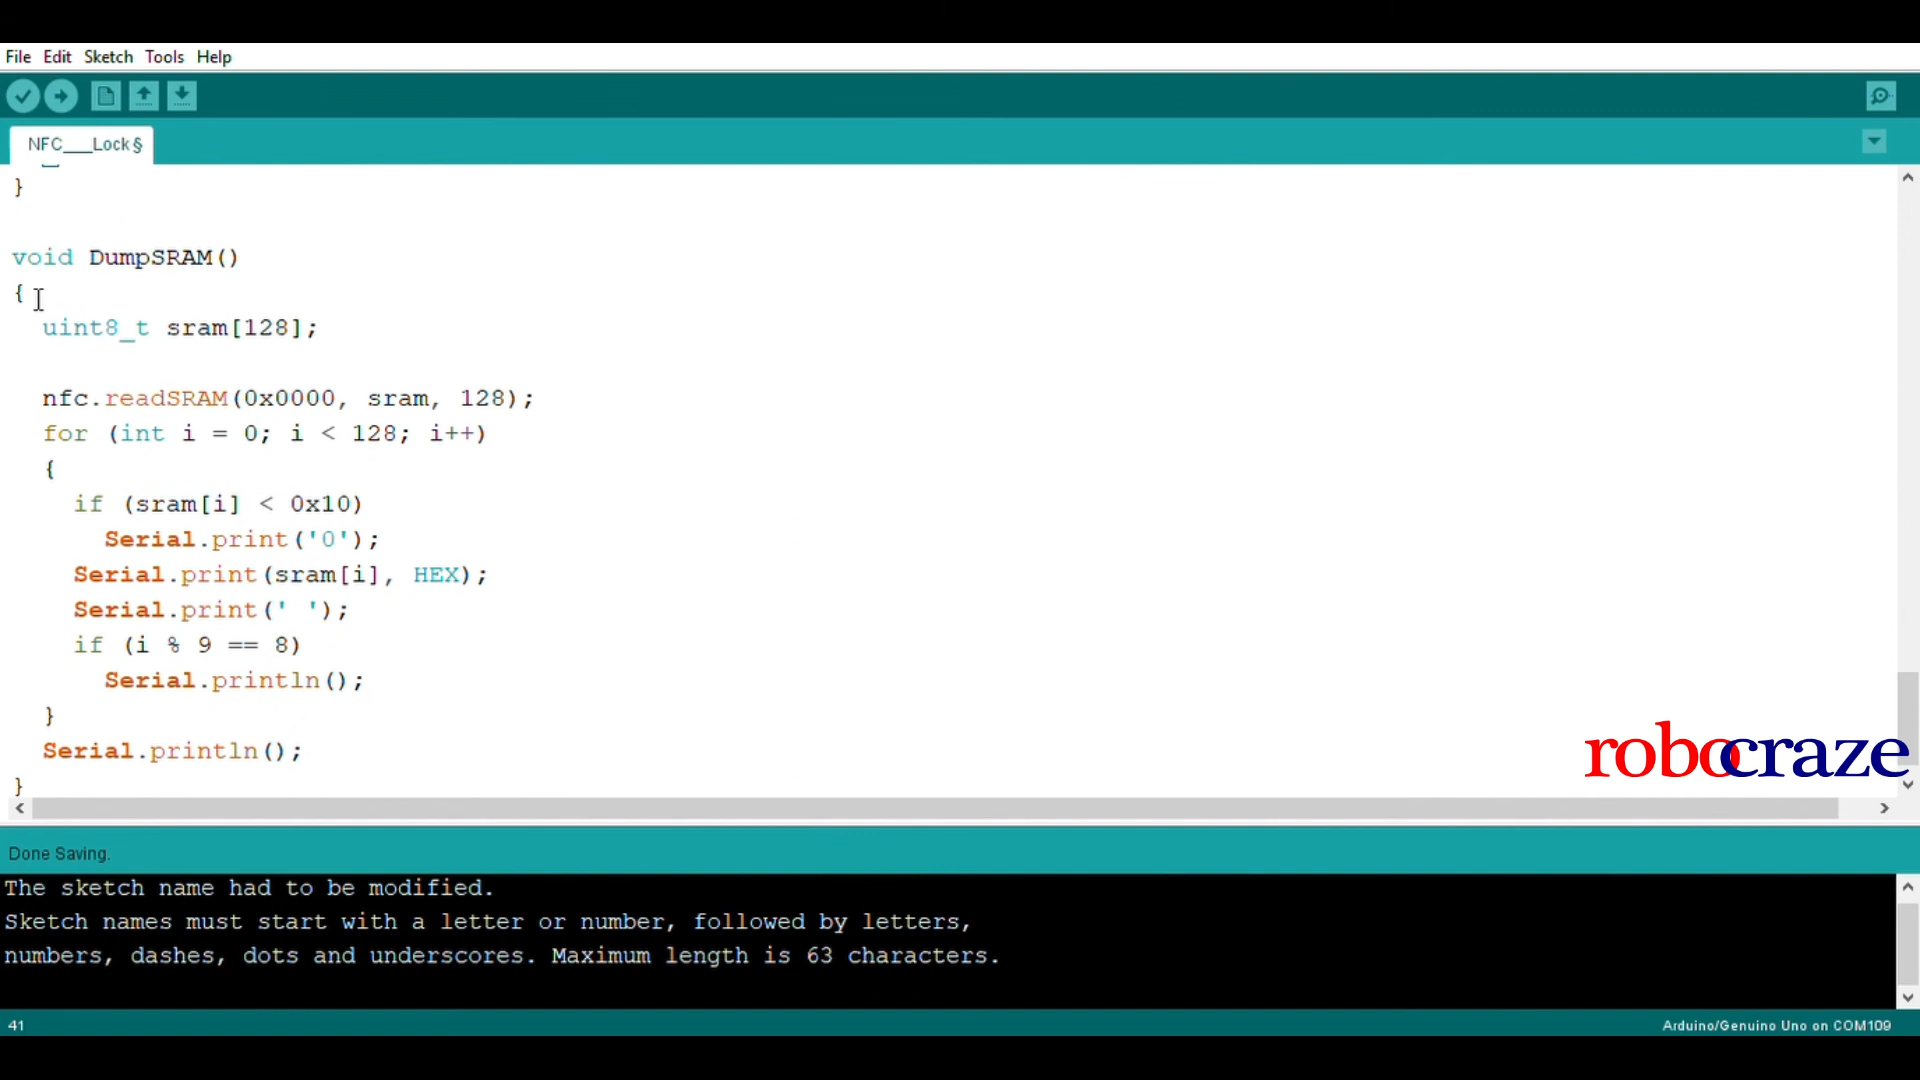 File Edit Sketch Tools Help
NFC___Lock§
}
void DumpSRAM()
{
uint8_t sram[128];
nfc.readSRAM(0x0000, sram, 128);
for (int i = 0; i < 128; i++)
{
if (sram[i] < 0x10)
Serial.print('0');
Serial.print(sram[i], HEX);
Serial.print(' ');
if (i % 9 == 8)
Serial.println();
}
Serial.println();
}
robocraze
Done Saving.
The sketch name had to be modified.
Sketch names must start with a letter or number, followed by letters,
numbers, dashes, dots and underscores. Maximum length is 63 characters.
41
Arduino/Genuino Uno on COM109